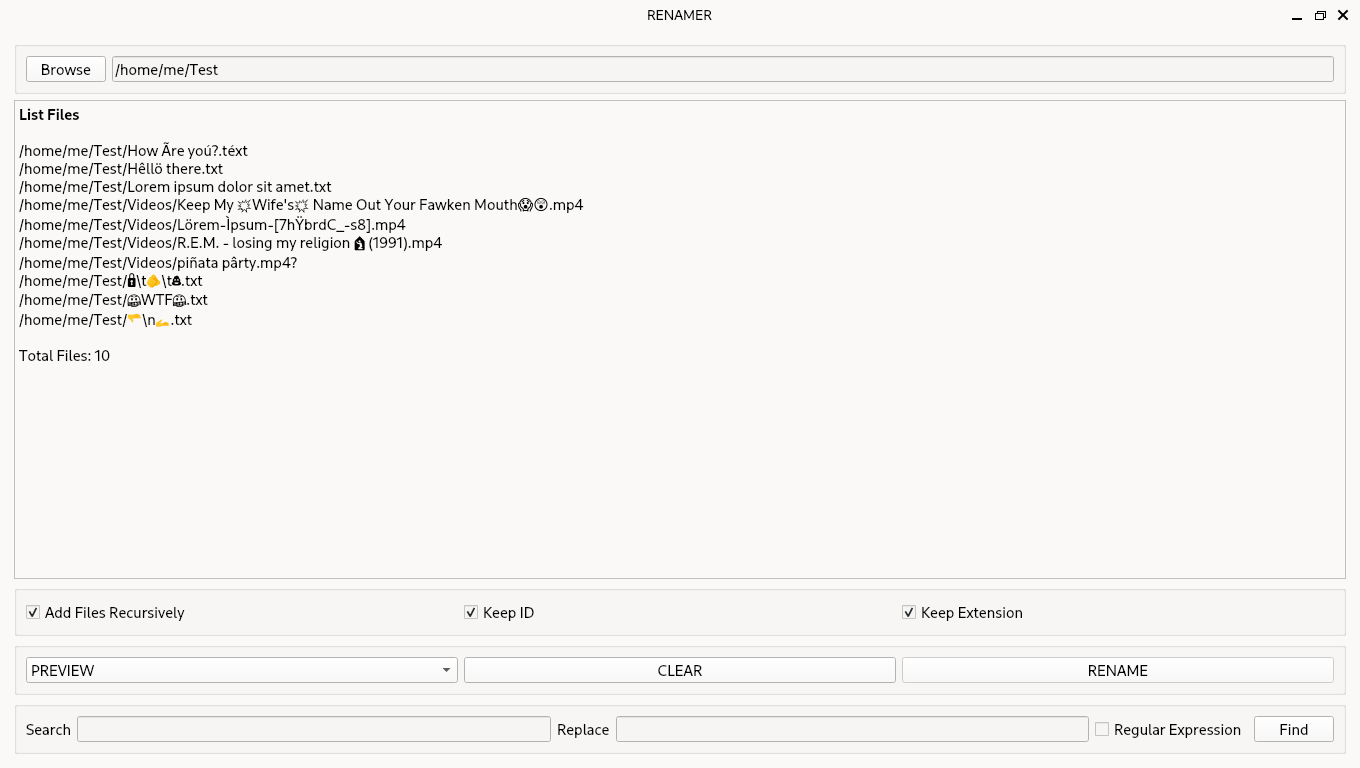 RENAMER
Browse /home/me/Test
List Files
/home/me/Test/How Ãre yoú?.téxt
/home/me/Test/Hêllö there.txt
/home/me/Test/Lorem ipsum dolor sit amet.txt
/home/me/Test/Videos/Keep My 💥Wife's💥 Name Out Your Fawken Mouth😱😲.mp4
/home/me/Test/Videos/Lörem-Ìpsum-[7hŸbrdC_-s8].mp4
/home/me/Test/Videos/R.E.M. - losing my religion (1991).mp4
/home/me/Test/Videos/piñata pârty.mp4?
/home/me/Test/\t\t.txt
/home/me/Test/😀WTF😀.txt
/home/me/Test/\n.txt
Total Files: 10
Add Files Recursively Keep ID Keep Extension
PREVIEW CLEAR RENAME
Search Replace Regular Expression Find